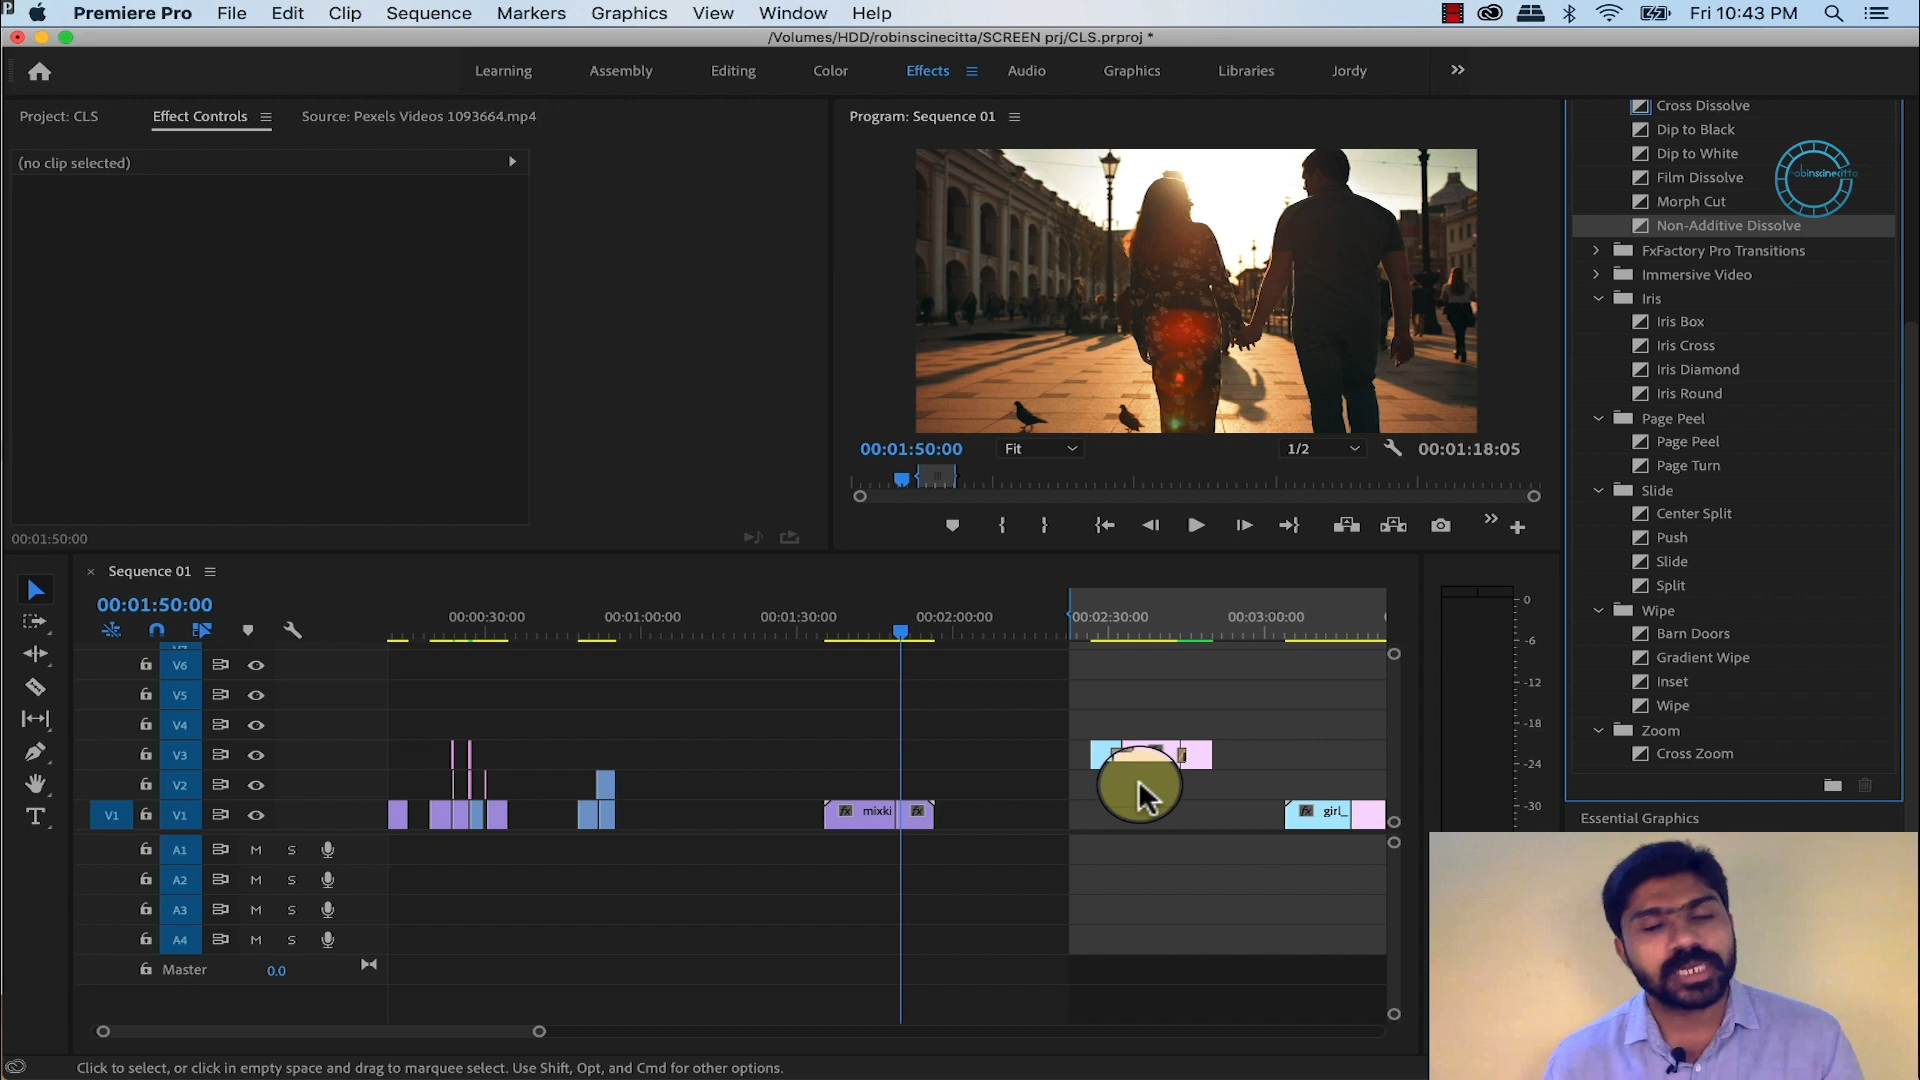 Premiere Pro File Edit Clip Sequence Markers Graphics View Window Help Fri 10:43 PM
/Volumes/HDD/robinscinecitta/SCREEN prj/CLS.prproj *
Learning Assembly Editing Color Effects Audio Graphics Libraries Jordy
Project: CLS Effect Controls Source: Pexels Videos 1093664.mp4
(no clip selected)
00:01:50:00
Program: Sequence 01
00:01:50:00 Fit 1/2 00:01:18:05
Cross Dissolve
Dip to Black
Dip to White
Film Dissolve
Morph Cut
Non-Additive Dissolve
robinscinecitta
FxFactory Pro Transitions
Immersive Video
Iris
Iris Box
Iris Cross
Iris Diamond
Iris Round
Page Peel
Page Peel
Page Turn
Slide
Center Split
Push
Slide
Split
Wipe
Barn Doors
Gradient Wipe
Inset
Wipe
Zoom
Cross Zoom
Essential Graphics
Sequence 01
00:01:50:00
00:00:30:00 00:01:00:00 00:01:30:00 00:02:00:00 00:02:30:00 00:03:00:00
V6
V5
V4
V3
V2
V1 V1 fx mixki fx fx girl_
A1 M S
A2 M S
A3 M S
A4 M S
Master 0.0
0
-6
-12
-18
-24
-30
Click to select, or click in empty space and drag to marquee select. Use Shift, Opt, and Cmd for other options.